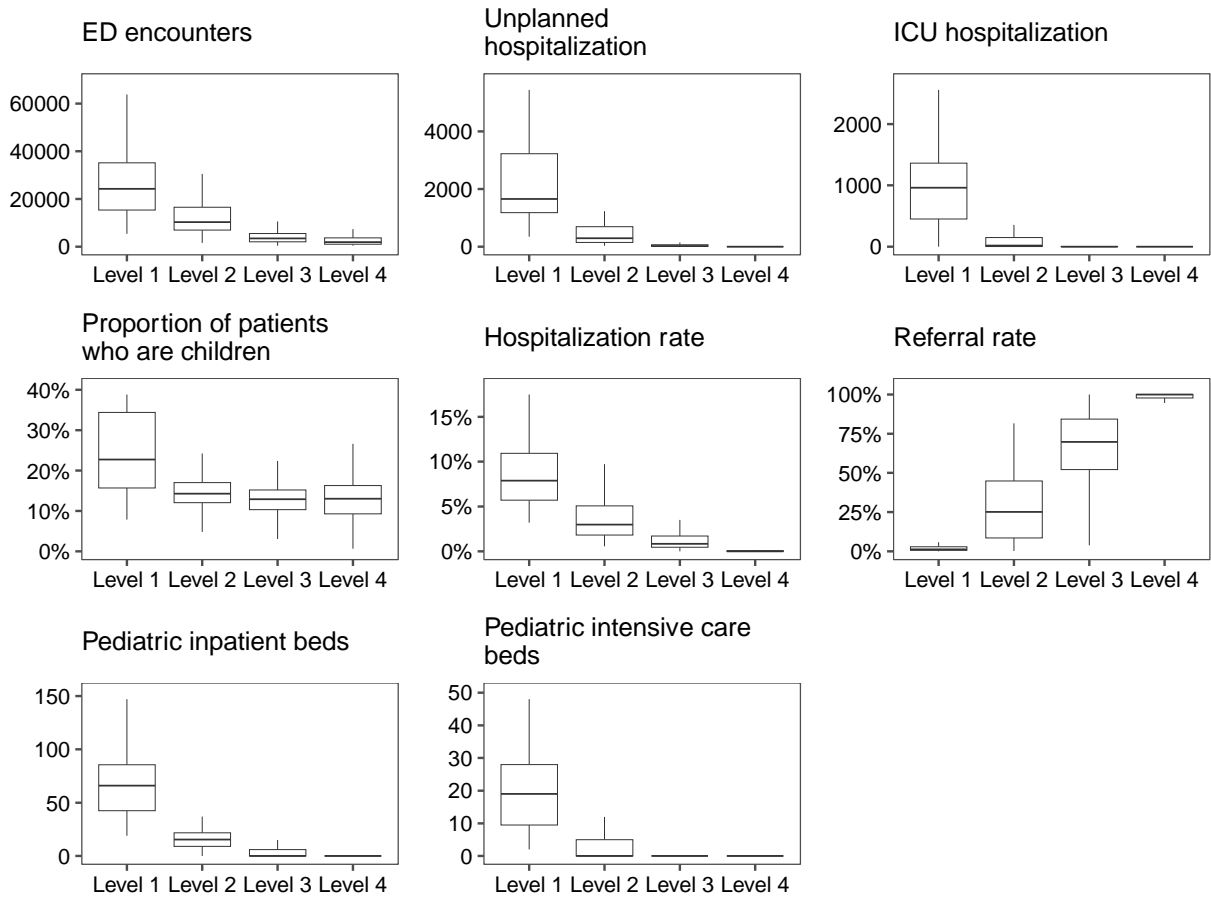 ED encounters
60000
40000
20000
0
Level 1 Level 2 Level 3 Level 4
Unplanned
hospitalization
4000
2000
0
Level 1 Level 2 Level 3 Level 4
ICU hospitalization
2000
1000
0
Level 1 Level 2 Level 3 Level 4
Proportion of patients
who are children
40%
30%
20%
10%
0%
Level 1 Level 2 Level 3 Level 4
Hospitalization rate
15%
10%
5%
0%
Level 1 Level 2 Level 3 Level 4
Referral rate
100%
75%
50%
25%
0%
Level 1 Level 2 Level 3 Level 4
Pediatric inpatient beds
150
100
50
0
Level 1 Level 2 Level 3 Level 4
Pediatric intensive care
beds
50
40
30
20
10
0
Level 1 Level 2 Level 3 Level 4